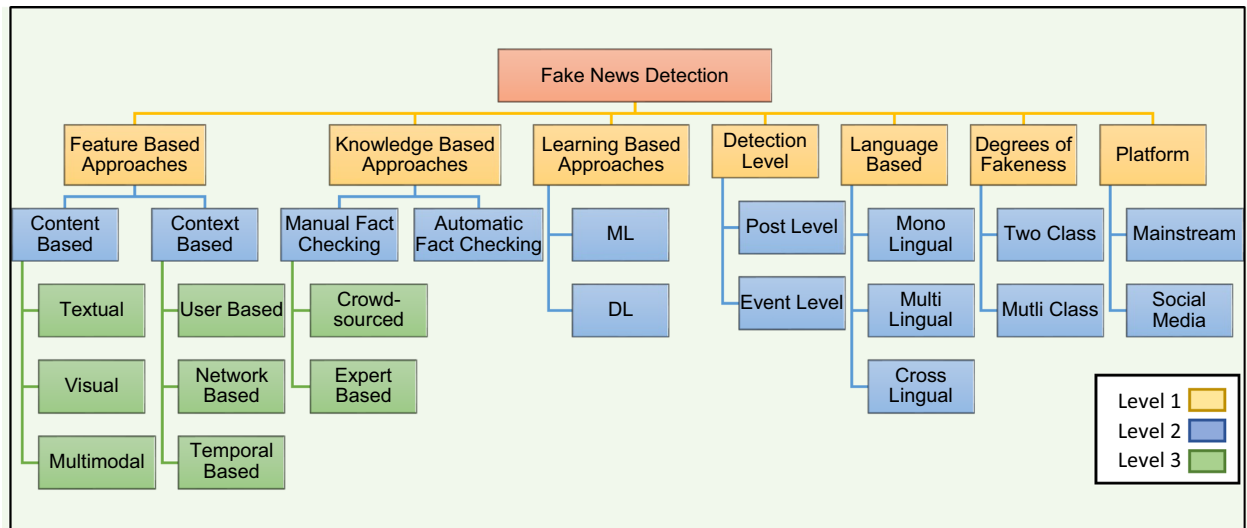 Fake News Detection
Feature Based
Approaches
Knowledge Based
Approaches
Learning Based
Approaches
Detection
Level
Language
Based
Degrees of
Fakeness
Platform
Content
Based
Context
Based
Manual Fact
Checking
Automatic
Fact Checking
ML
Post Level
Mono
Lingual
Two Class
Mainstream
Textual
User Based
Crowd-
sourced
DL
Event Level
Multi
Lingual
Mutli Class
Social
Media
Visual
Network
Based
Expert
Based
Cross
Lingual
Multimodal
Temporal
Based
Level 1
Level 2
Level 3